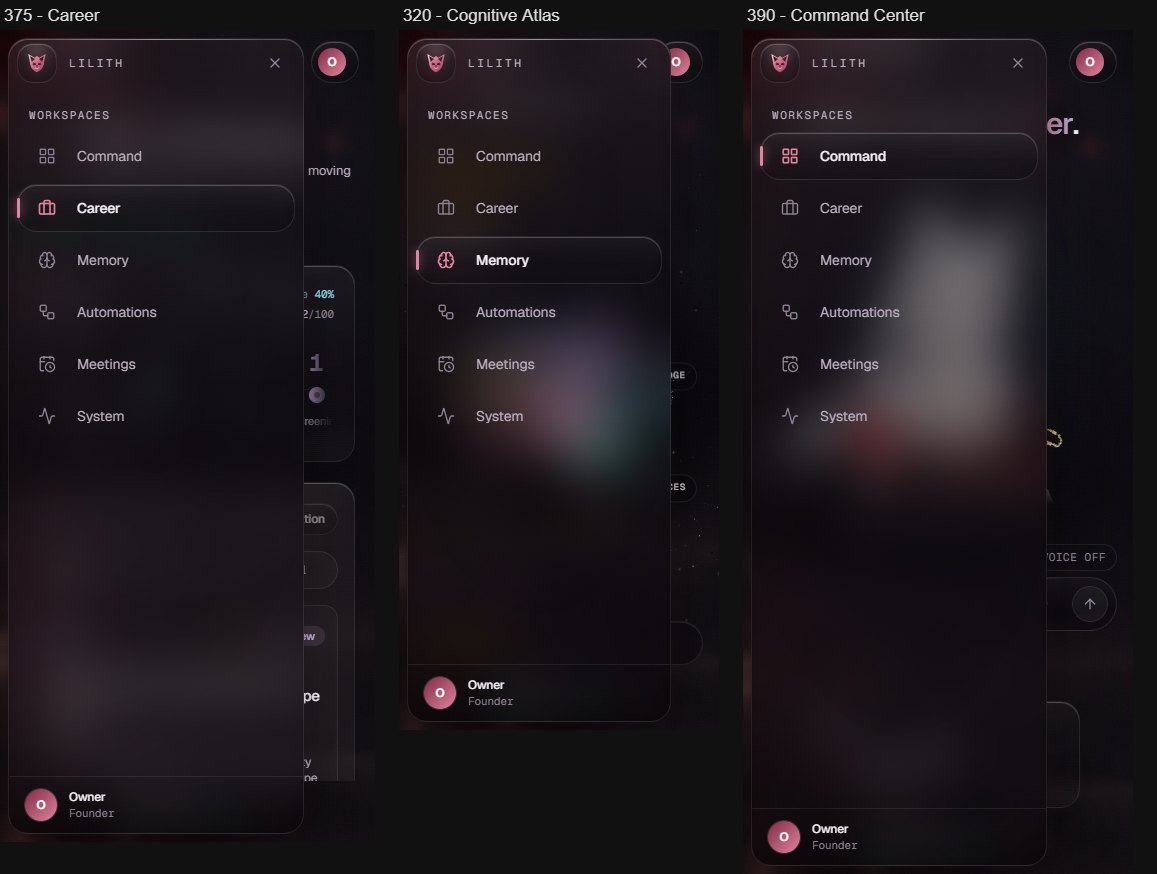 375 - Career
O
LILITH
WORKSPACES
Command
moving
Career
Memory
Automations
40%
/100
Meetings
1
System
Owner
Founder
320 - Cognitive Atlas
O
LILITH
WORKSPACES
Command
Career
Memory
Automations
Meetings
System
O
Owner
Founder
390 - Command Center
O
LILITH
WORKSPACES
er.
Command
Career
Memory
Automations
Meetings
System
VOICE OFF
O
Owner
Founder